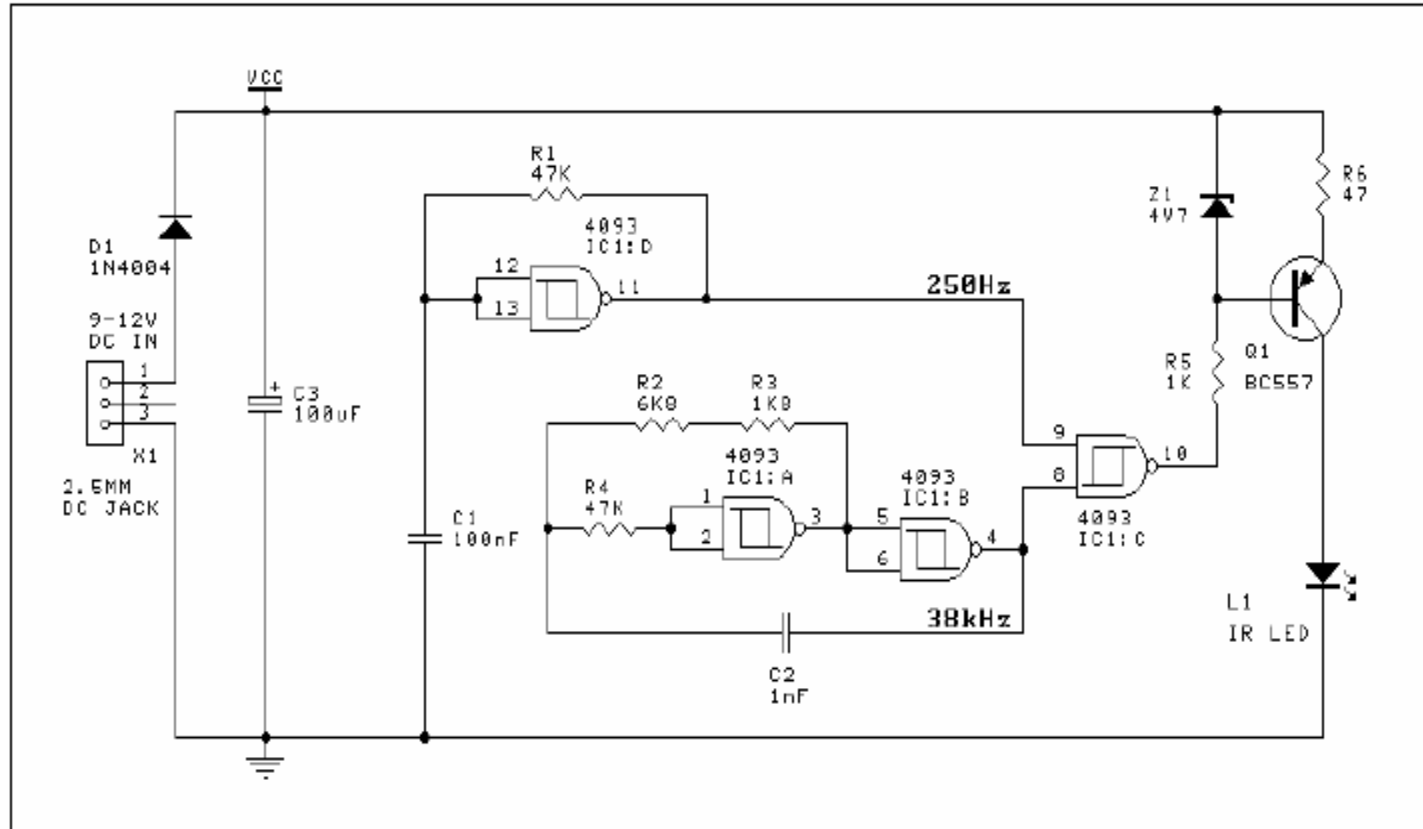 VCC
R1
47K
4093
IC1:D
12
13
11
250Hz
Z1
4V7
R6
47
D1
1N4004
9-12V
DC IN
1
2
3
X1
2.5MM
DC JACK
+
C3
100uF
C1
100nF
R2
6K8
R3
1K8
R4
47K
4093
IC1:A
1
2
3
4093
IC1:B
5
6
4
38kHz
C2
1nF
9
8
10
4093
IC1:C
R5
1K
Q1
BC557
L1
IR LED